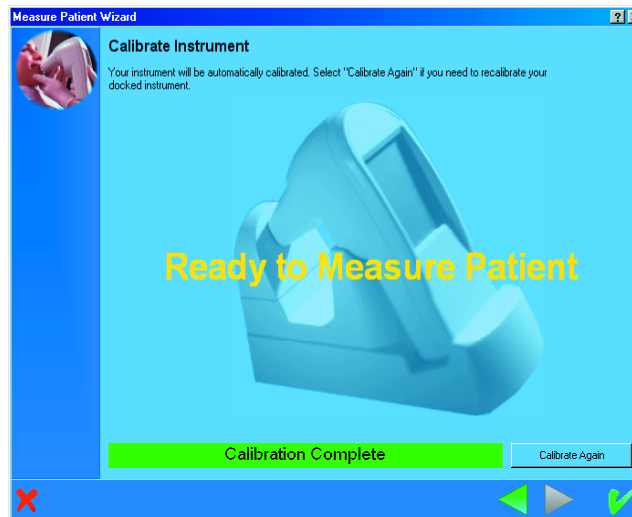 Measure Patient Wizard
Calibrate Instrument
Your instrument will be automatically calibrated. Select "Calibrate Again" if you need to recalibrate your
docked instrument.
Ready to Measure Patient
Calibration Complete
Calibrate Again